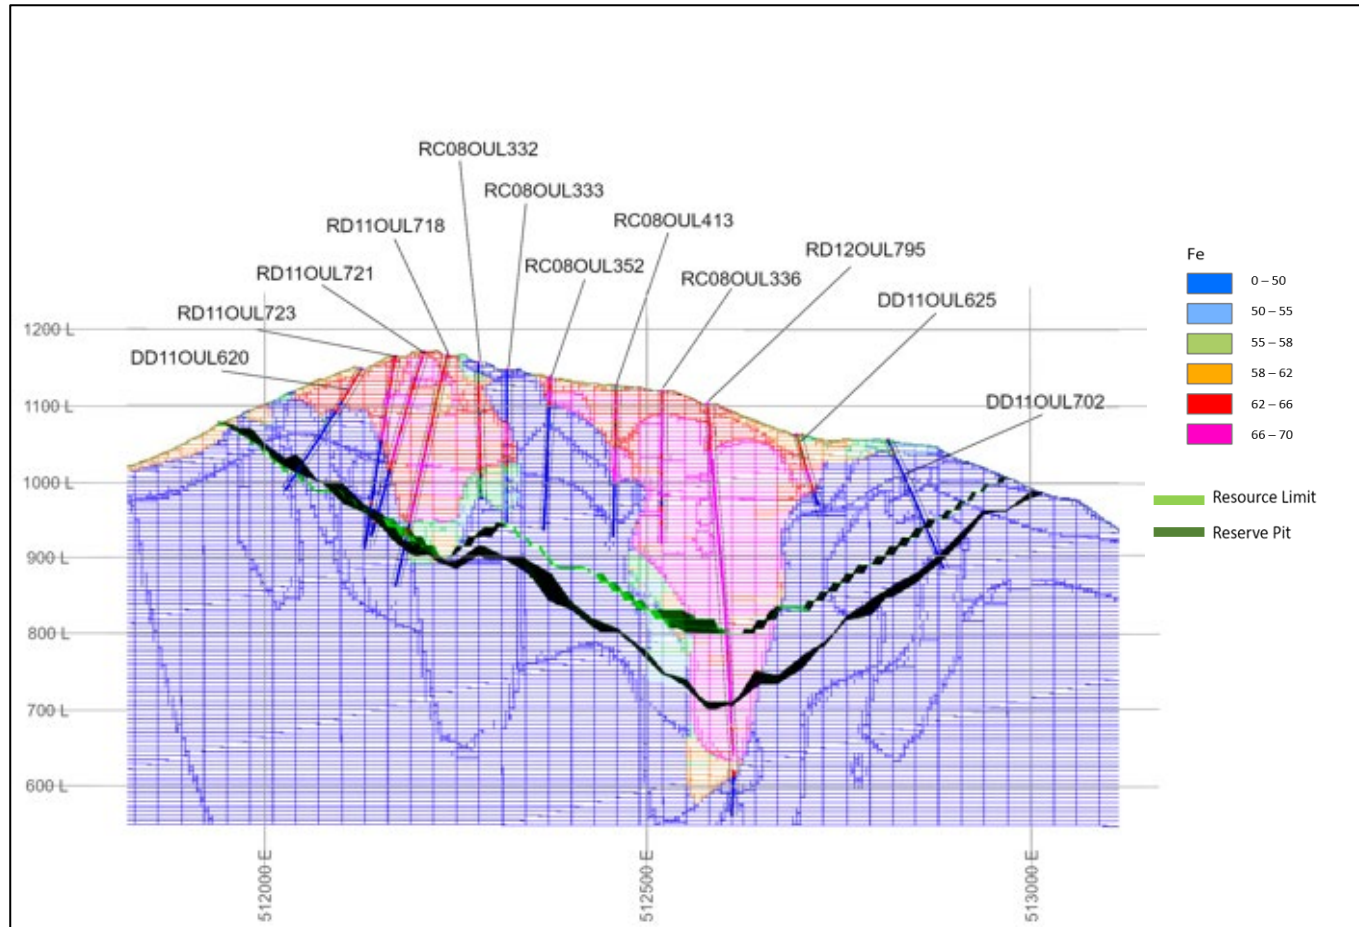 RC08OUL332
RC08OUL333
RD11OUL718
RC08OUL413
RD12OUL795
RD11OUL721
RC08OUL352
RC08OUL336
DD11OUL625
RD11OUL723
DD11OUL620
DD11OUL702
1200 L
1100 L
1000 L
900 L
800 L
700 L
600 L
512000 E
512500 E
513000 E
Fe
0 – 50
50 – 55
55 – 58
58 – 62
62 – 66
66 – 70
Resource Limit
Reserve Pit